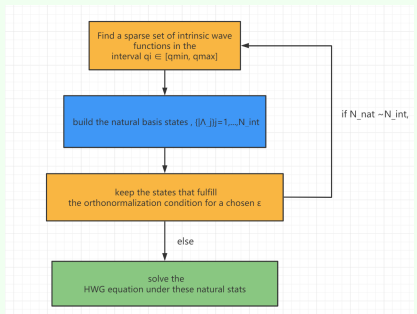 Find a sparse set of intrinsic wave
functions in the
interval qi ∈ [qmin, qmax]
build the natural basis states , {|Λ_j⟩j=1,...,N_int
if N_nat ~N_int,
keep the states that fulfill
the orthonormalization condition for a chosen ε
else
solve the
HWG equation under these natural stats